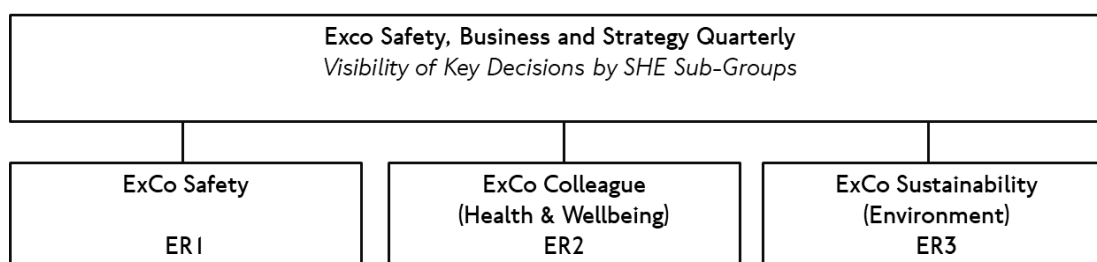 Exco Safety, Business and Strategy Quarterly
Visibility of Key Decisions by SHE Sub-Groups
ExCo Safety
ER1
ExCo Colleague
(Health & Wellbeing)
ER2
ExCo Sustainability
(Environment)
ER3